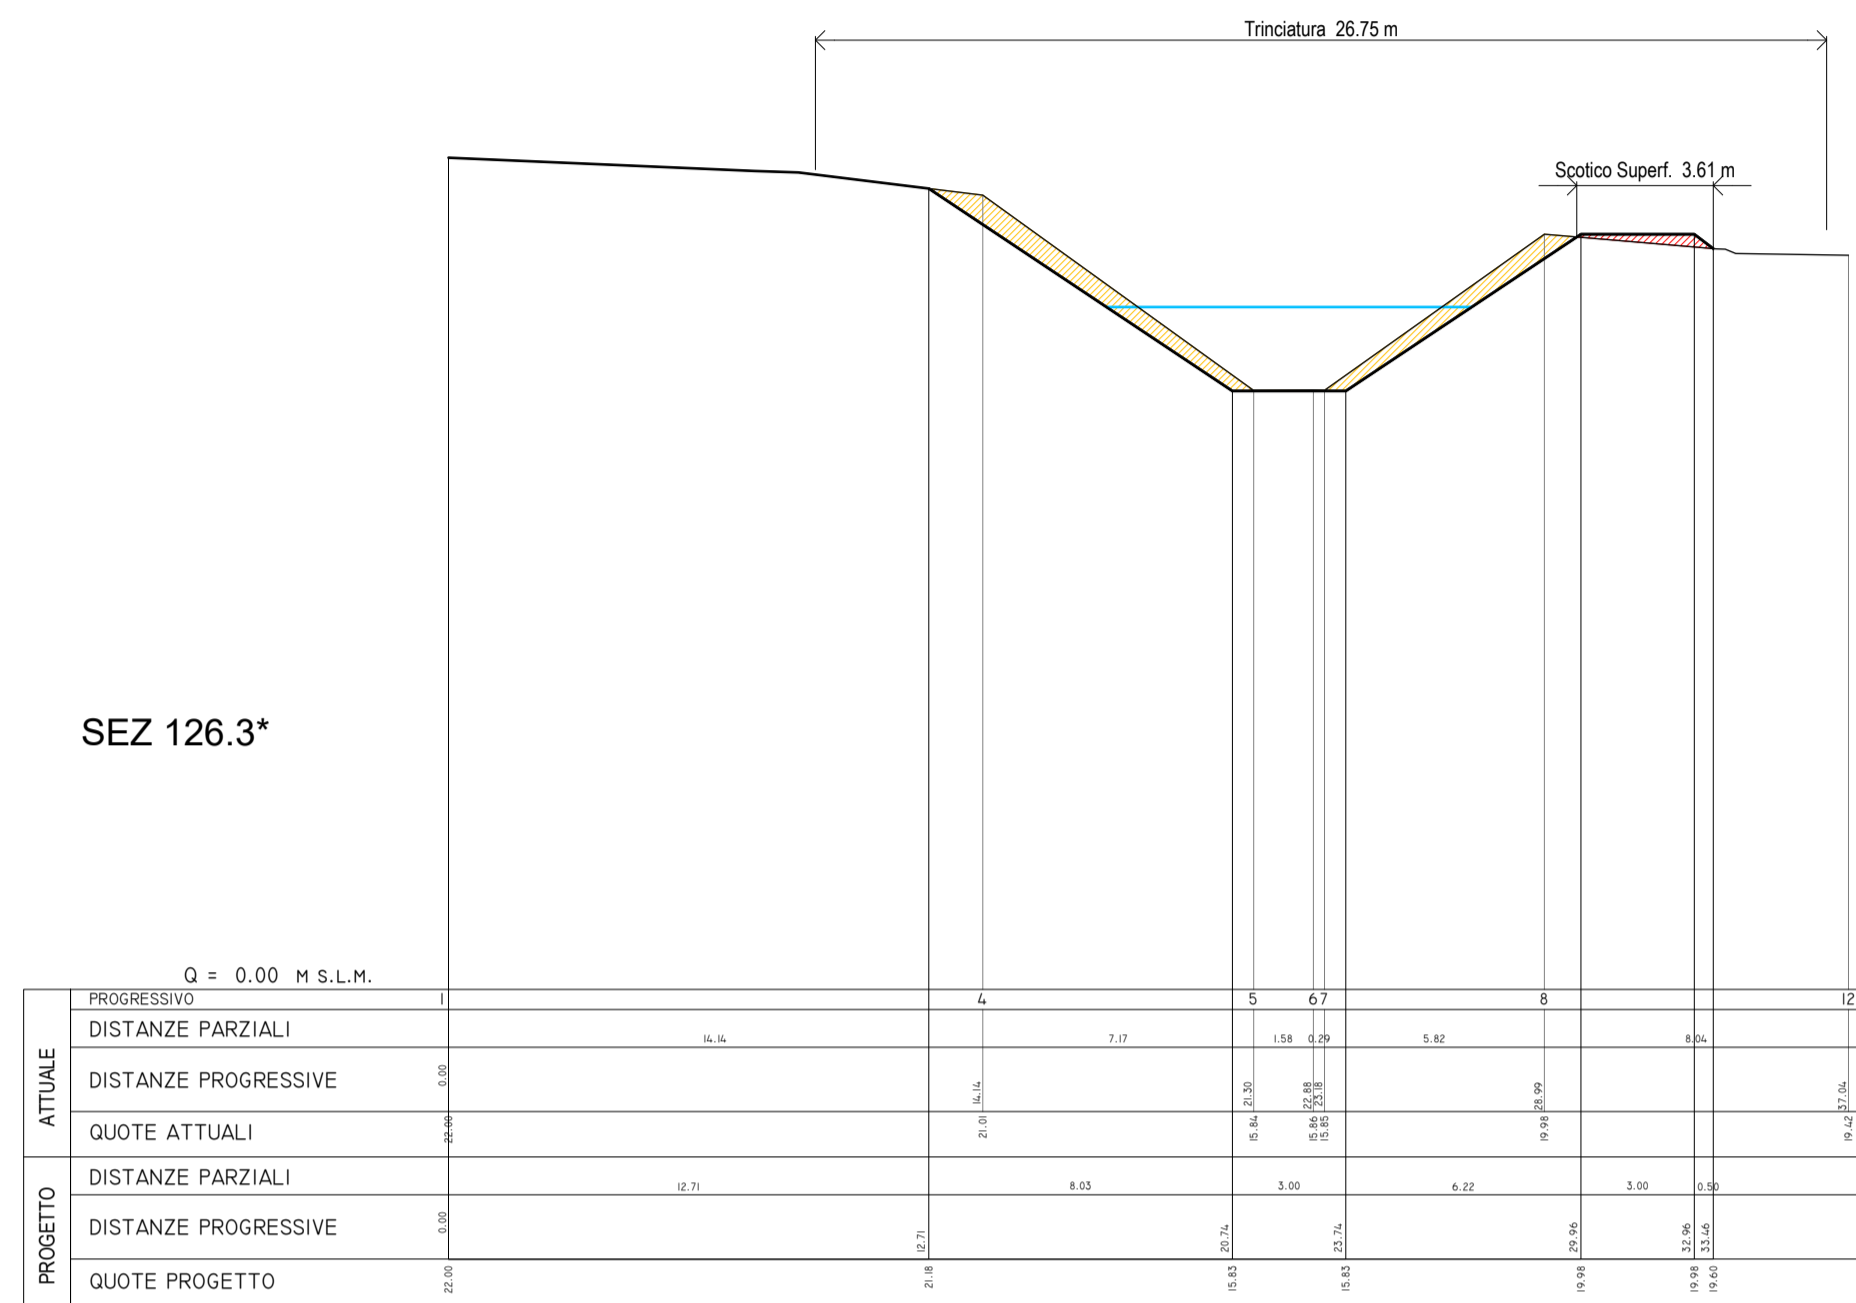 Trinciatura 26.75 m
Scotico Superf. 3.61 m
SEZ 126.3*
Q = 0.00 M S.L.M.
ATTUALE
PROGRESSIVO 1 4 5 6 7 8 12
DISTANZE PARZIALI 14.14 7.17 1.58 0.29 5.82 8.04
DISTANZE PROGRESSIVE 0.00 14.14 21.30 22.88 23.18 28.99 37.04
QUOTE ATTUALI 22.00 21.01 15.84 15.86 15.85 19.98 19.42
PROGETTO
DISTANZE PARZIALI 12.71 8.03 3.00 6.22 3.00 0.50
DISTANZE PROGRESSIVE 0.00 12.71 20.74 23.74 29.96 32.96 33.46
QUOTE PROGETTO 22.00 21.18 15.83 15.83 19.98 19.98 19.60